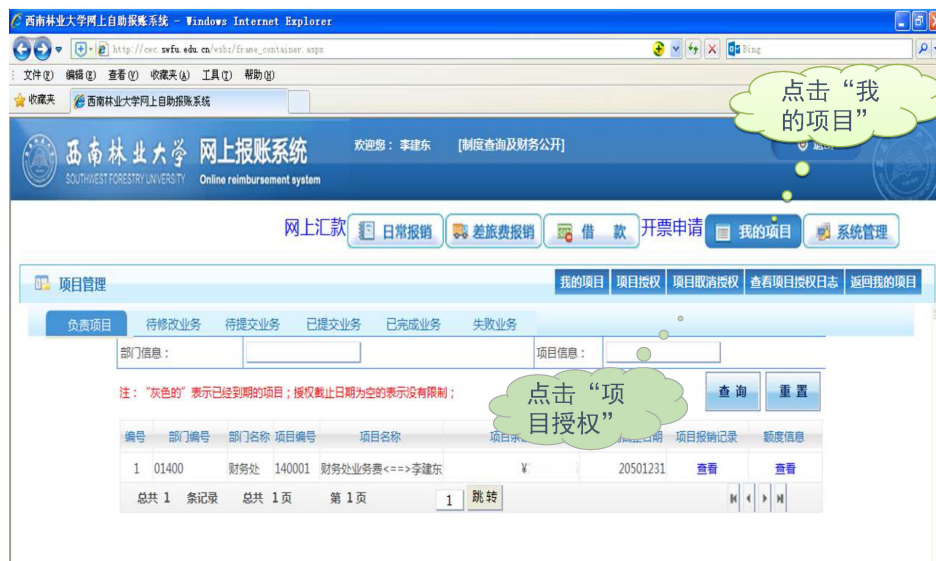 西南林业大学网上自助报账系统 - Windows Internet Explorer
http://cwc.swfu.edu.cn/wsbz/frame_container.aspx
Bing
文件(F) 编辑(E) 查看(V) 收藏夹(A) 工具(T) 帮助(H)
收藏夹 西南林业大学网上自助报账系统
点击“我
的项目”
西南林业大学 网上报账系统 欢迎您：李建东 [制度查询及财务公开]
SOUTHWEST FORESTRY UNIVERSITY Online reimbursement system
网上汇款 日常报销 差旅费报销 借 款 开票申请 我的项目 系统管理
项目管理 我的项目 项目授权 项目取消授权 查看项目授权日志 返回我的项目
负责项目 待修改业务 待提交业务 已提交业务 已完成业务 失败业务
部门信息： 项目信息：
注：“灰色的”表示已经到期的项目；授权截止日期为空的表示没有限制； 查 询 重 置
点击“项
目授权”
编号 部门编号 部门名称 项目编号 项目名称 日期 项目报销记录 额度信息
1 01400 财务处 140001 财务处业务费<==>李建东 ¥ 20501231 查看 查看
总共 1 条记录 总共 1 页 第 1 页 1 跳 转